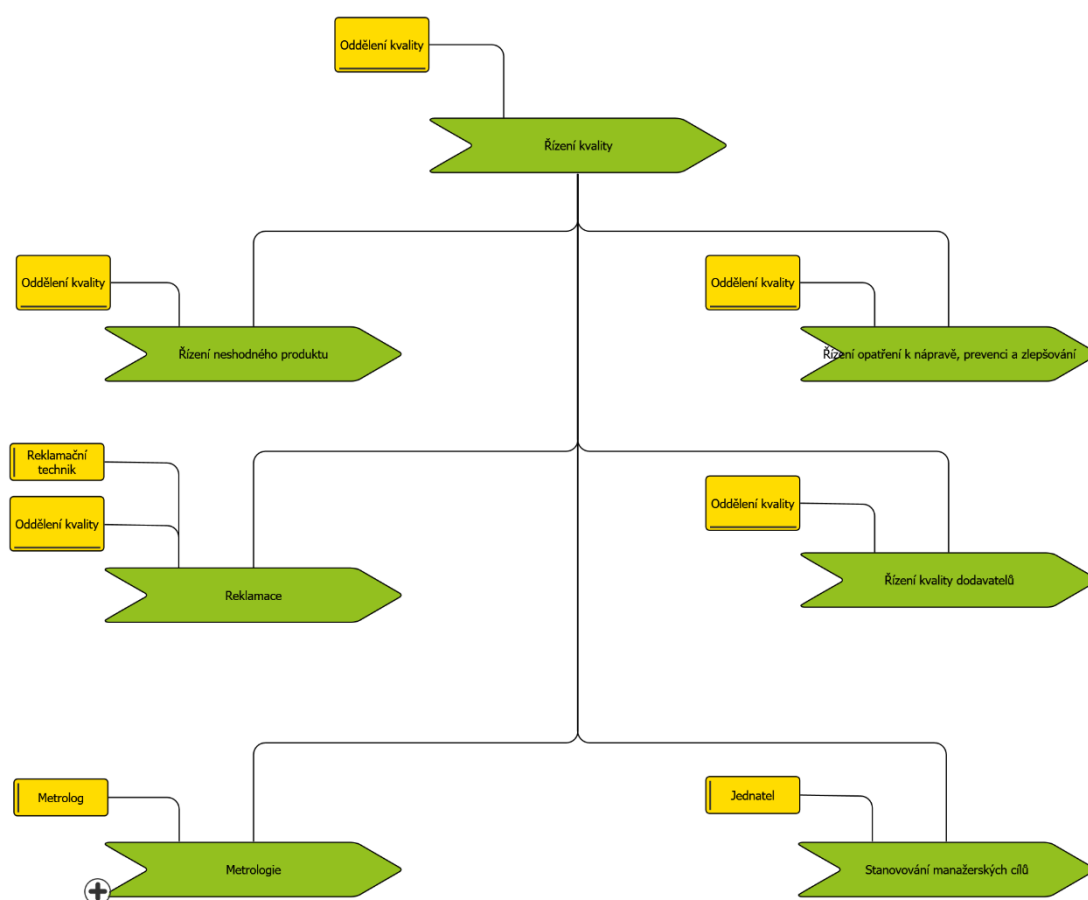 Oddělení kvality
Řízení kvality
Oddělení kvality
Řízení neshodného produktu
Oddělení kvality
Řízení opatření k nápravě, prevenci a zlepšování
Reklamační
technik
Oddělení kvality
Reklamace
Oddělení kvality
Řízení kvality dodavatelů
Metrolog
Metrologie
Jednatel
Stanovování manažerských cílů